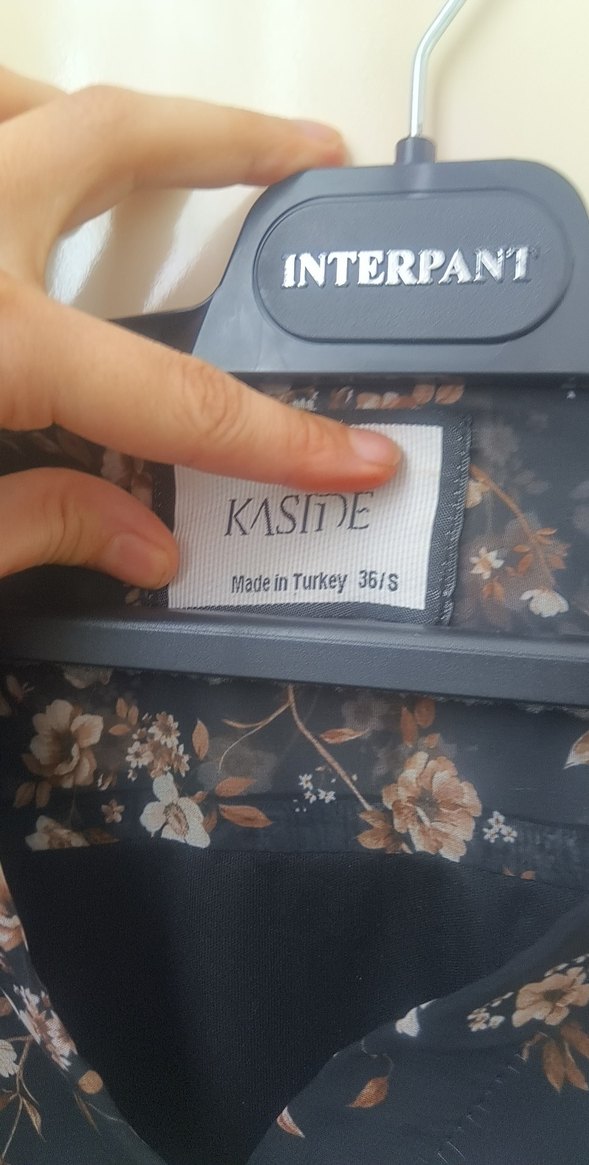 INTERPANT
KASIDE
Made in Turkey 36/S